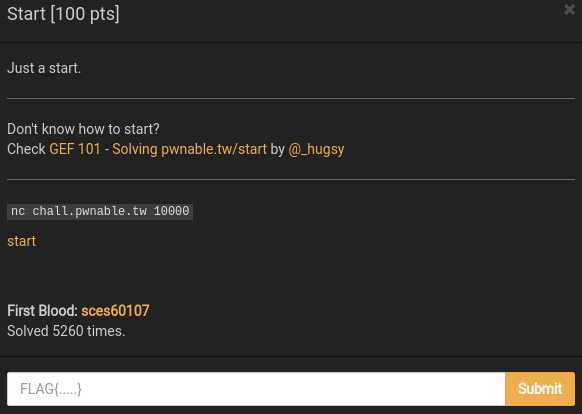 Start [100 pts]
Just a start.
Don't know how to start?
Check GEF 101 - Solving pwnable.tw/start by @_hugsy
nc chall.pwnable.tw 10000
start
First Blood: sces60107
Solved 5260 times.
FLAG{.....}
Submit